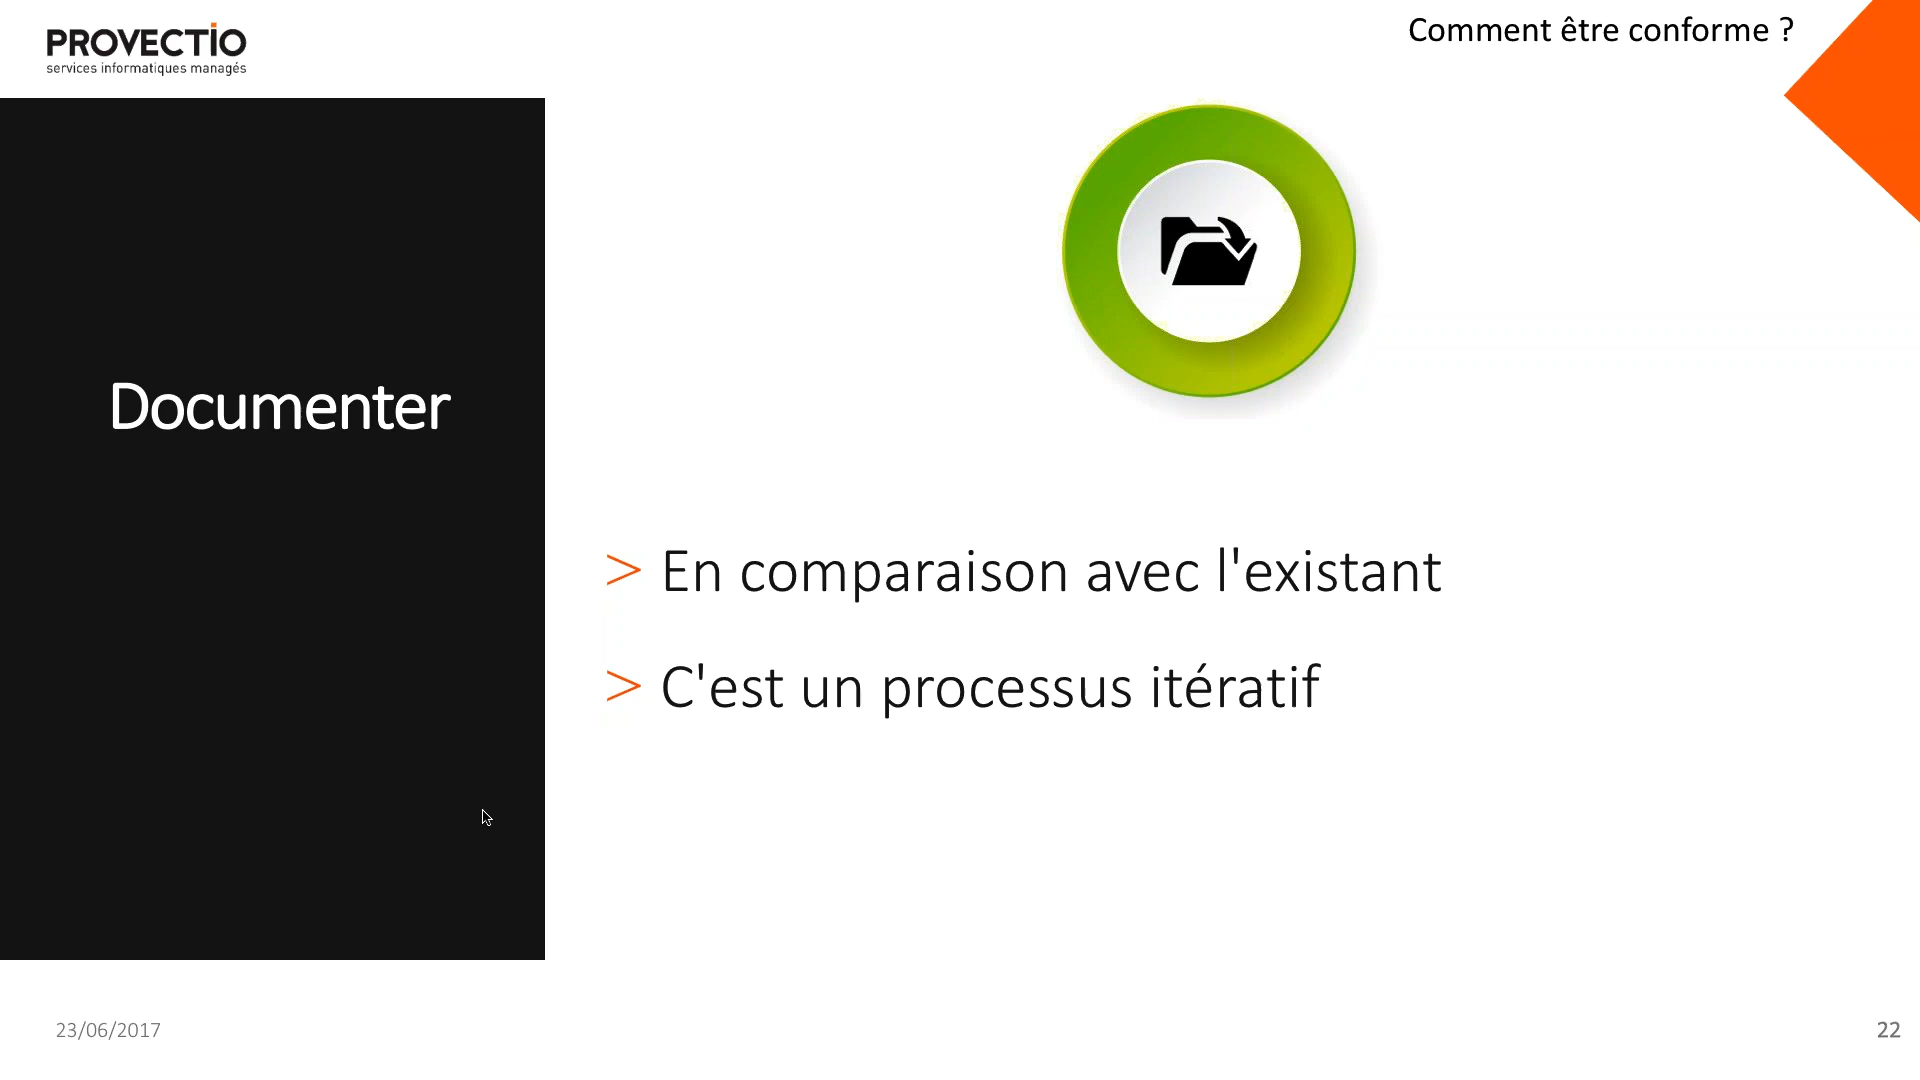 PROVECTIO
services informatiques managés
Comment être conforme ?
Documenter
> En comparaison avec l'existant
> C'est un processus itératif
23/06/2017
22